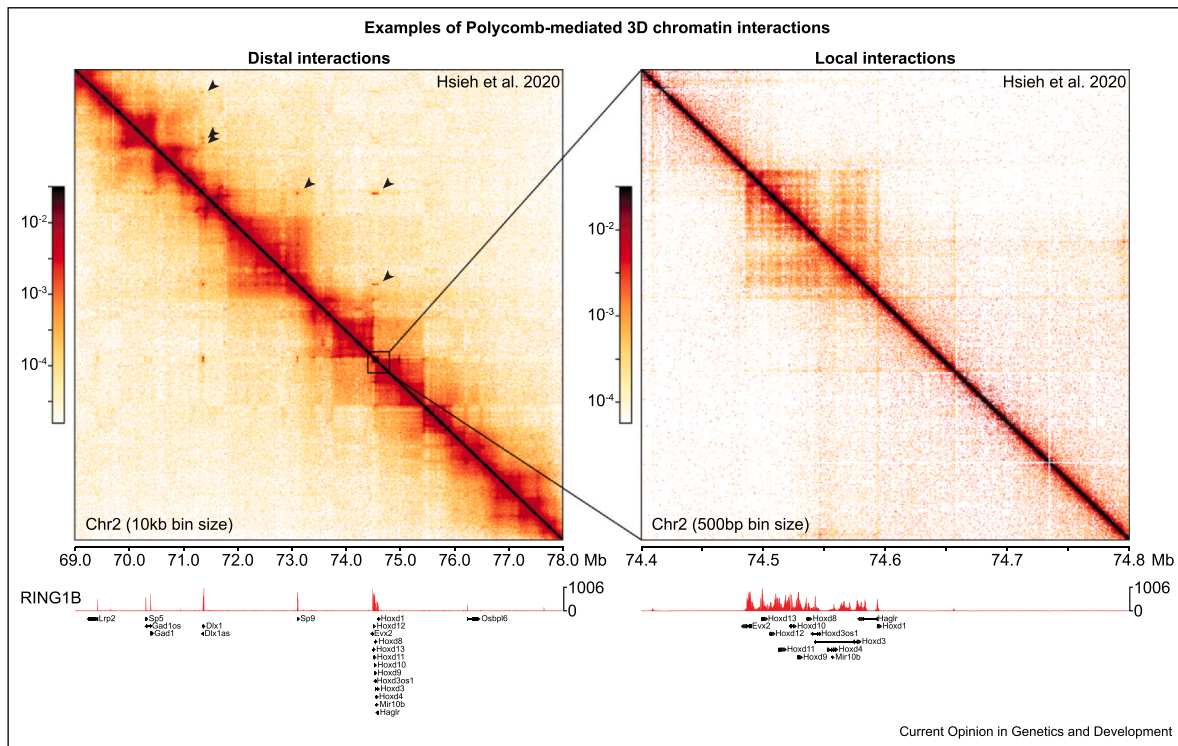 Examples of Polycomb-mediated 3D chromatin interactions
Distal interactions
Hsieh et al. 2020
10-2
10-3
10-4
Chr2 (10kb bin size)
69.0 70.0 71.0 72.0 73.0 74.0 75.0 76.0 77.0 78.0 Mb
RING1B
1006
0
Lrp2 Sp5 Dlx1 Sp9 Hoxd1 Osbpl6
Gad1os Dlx1as Hoxd12
Gad1 Evx2
Hoxd8
Hoxd13
Hoxd11
Hoxd10
Hoxd9
Hoxd3os1
Hoxd3
Hoxd4
Mir10b
Haglr
Local interactions
Hsieh et al. 2020
10-2
10-3
10-4
Chr2 (500bp bin size)
74.4 74.5 74.6 74.7 74.8 Mb
1006
0
Hoxd13 Hoxd8 Haglr
Evx2 Hoxd10 Hoxd1
Hoxd12 Hoxd3os1
Hoxd3
Hoxd11 Hoxd4
Hoxd9 Mir10b
Current Opinion in Genetics and Development